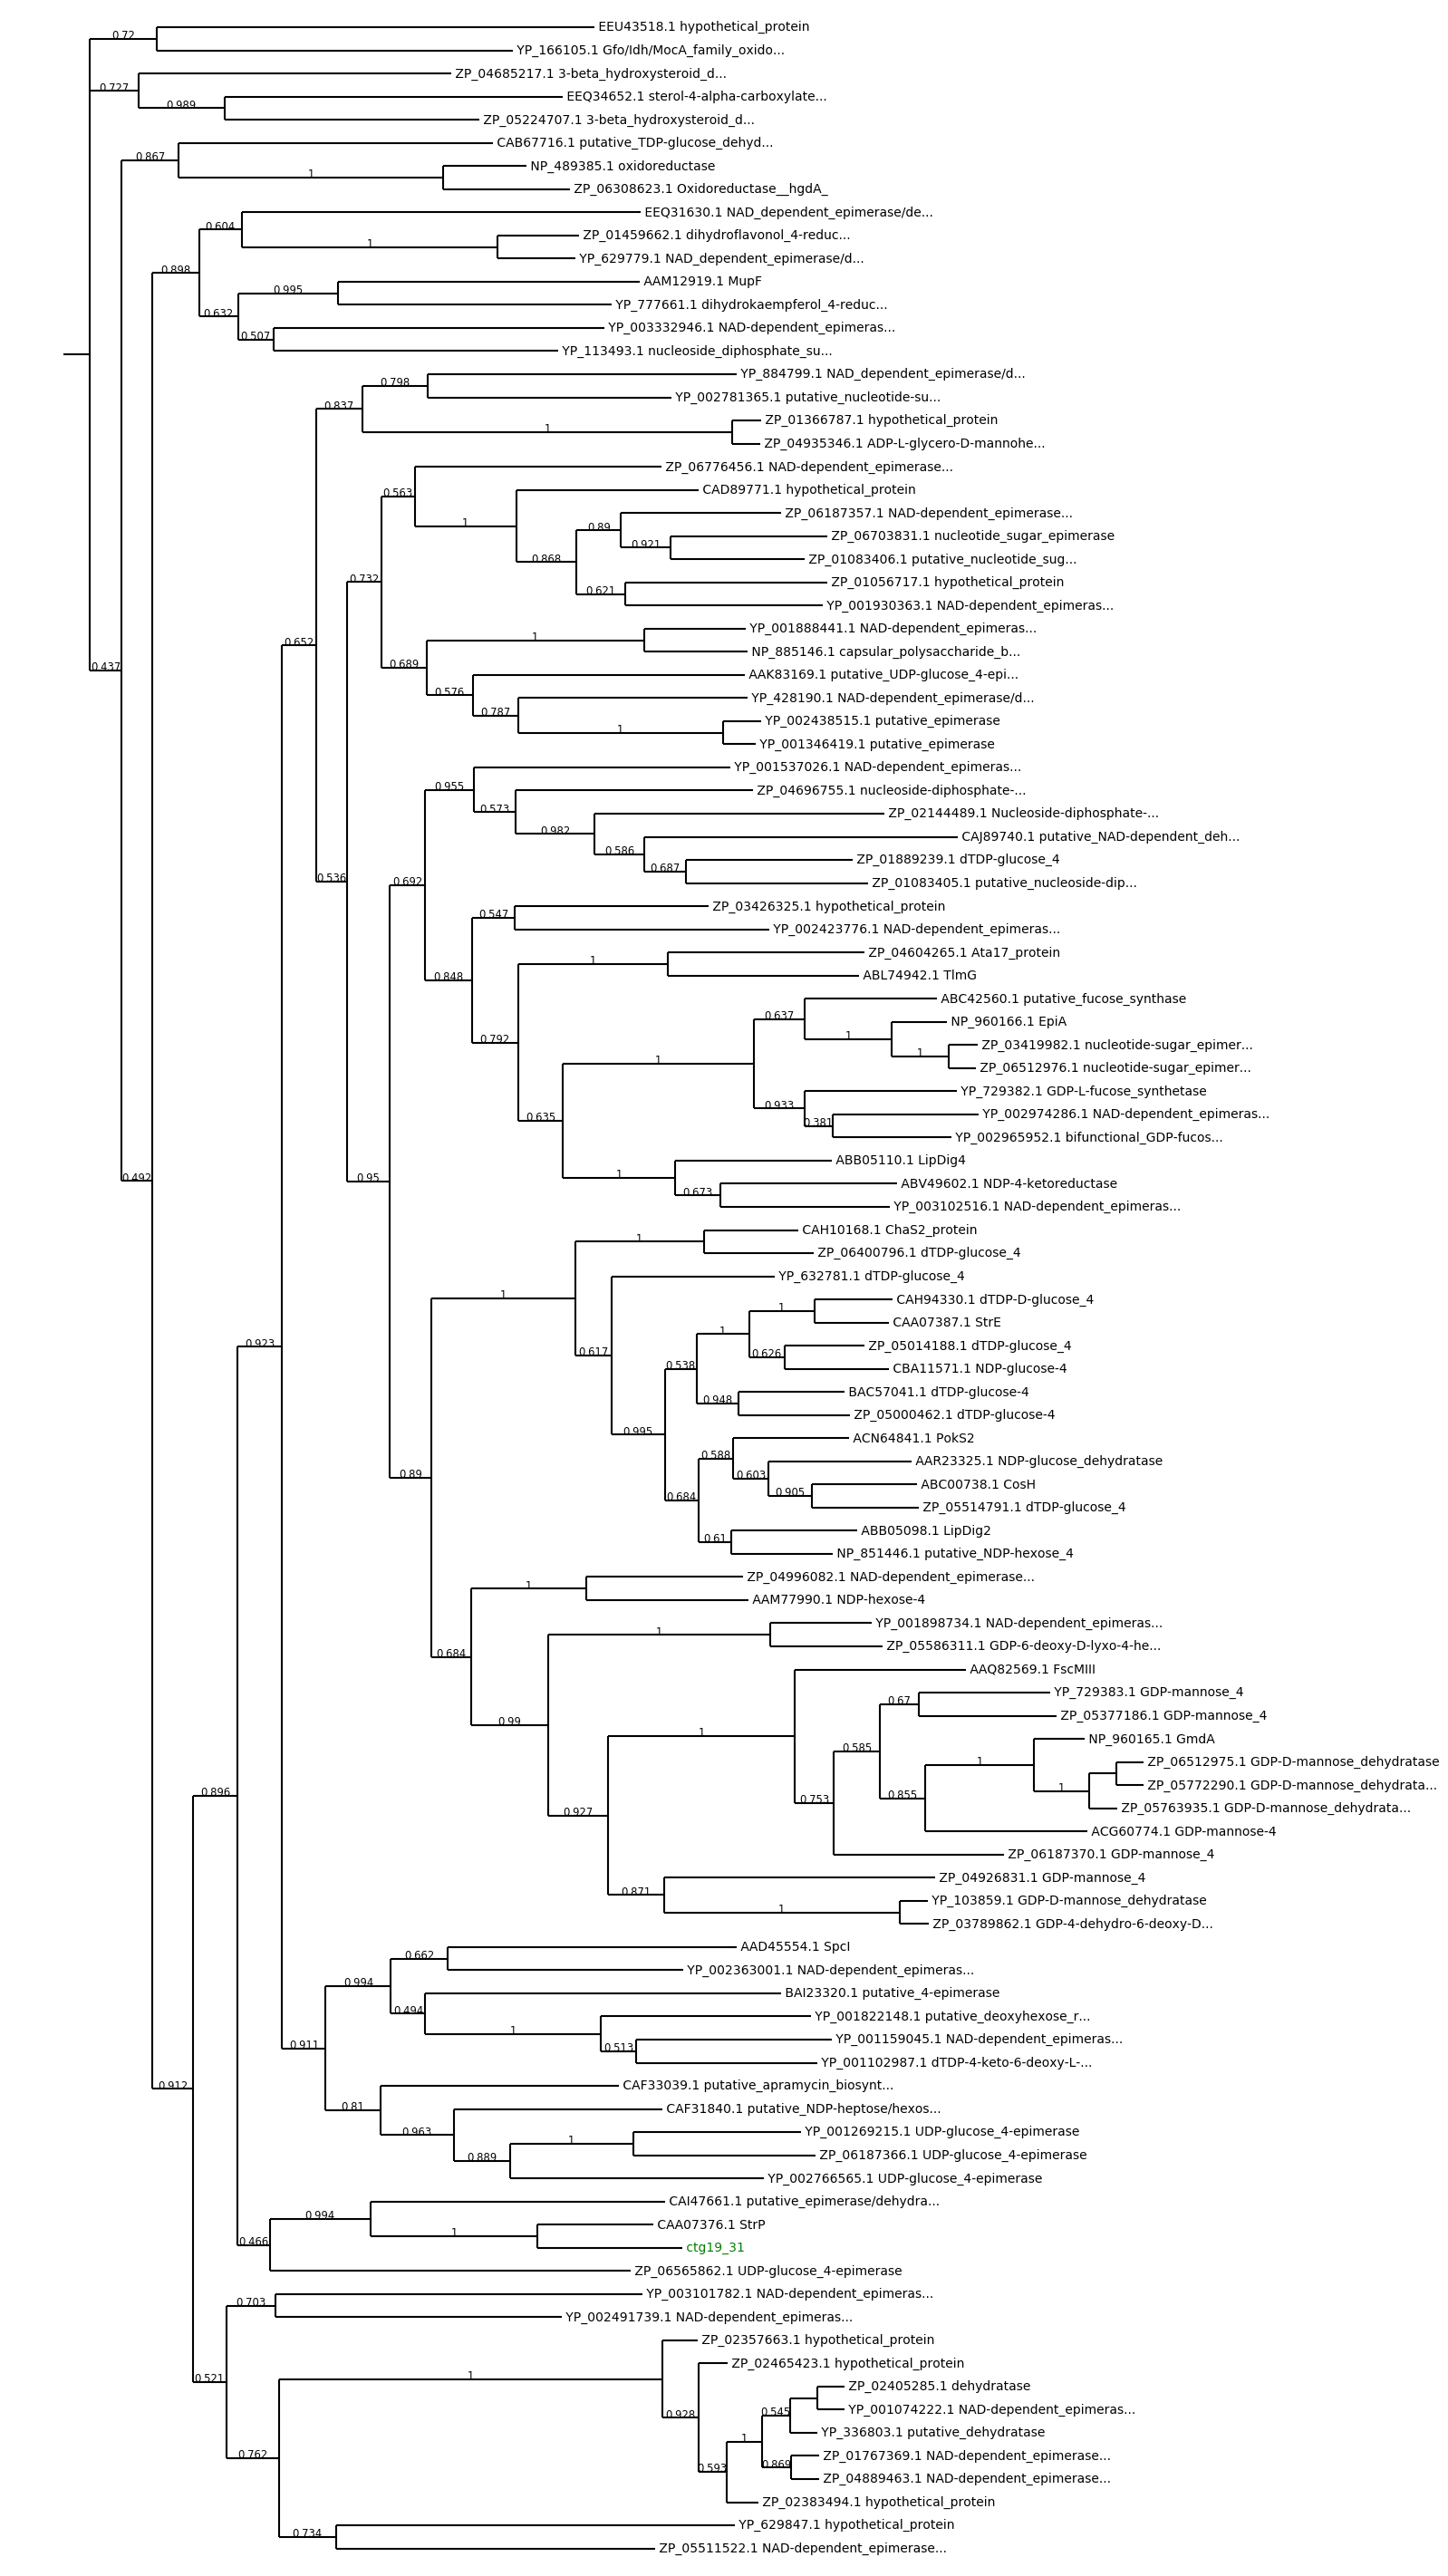 EEU43518.1 hypothetical_protein
0.72
YP_166105.1 Gfo/Idh/MocA_family_oxido...
ZP_04685217.1 3-beta_hydroxysteroid_d...
0.727
EEQ34652.1 sterol-4-alpha-carboxylate...
0.989
ZP_05224707.1 3-beta_hydroxysteroid_d...
CAB67716.1 putative_TDP-glucose_dehyd...
0.867
NP_489385.1 oxidoreductase
1
ZP_06308623.1 Oxidoreductase__hgdA_
EEQ31630.1 NAD_dependent_epimerase/de...
0.604
ZP_01459662.1 dihydroflavonol_4-reduc...
1
YP_629779.1 NAD_dependent_epimerase/d...
0.898
AAM12919.1 MupF
0.995
YP_777661.1 dihydrokaempferol_4-reduc...
0.632
YP_003332946.1 NAD-dependent_epimeras...
0.507
YP_113493.1 nucleoside_diphosphate_su...
YP_884799.1 NAD_dependent_epimerase/d...
0.798
YP_002781365.1 putative_nucleotide-su...
0.837
ZP_01366787.1 hypothetical_protein
1
ZP_04935346.1 ADP-L-glycero-D-mannohe...
ZP_06776456.1 NAD-dependent_epimerase...
0.563
CAD89771.1 hypothetical_protein
ZP_06187357.1 NAD-dependent_epimerase...
1
0.89
ZP_06703831.1 nucleotide_sugar_epimerase
0.921
ZP_01083406.1 putative_nucleotide_sug...
0.868
0.732
ZP_01056717.1 hypothetical_protein
0.621
YP_001930363.1 NAD-dependent_epimeras...
YP_001888441.1 NAD-dependent_epimeras...
1
0.652
NP_885146.1 capsular_polysaccharide_b...
0.689
0.437
AAK83169.1 putative_UDP-glucose_4-epi...
0.576
YP_428190.1 NAD-dependent_epimerase/d...
0.787
YP_002438515.1 putative_epimerase
1
YP_001346419.1 putative_epimerase
YP_001537026.1 NAD-dependent_epimeras...
0.955
ZP_04696755.1 nucleoside-diphosphate-...
0.573
ZP_02144489.1 Nucleoside-diphosphate-...
0.982
CAJ89740.1 putative_NAD-dependent_deh...
0.586
ZP_01889239.1 dTDP-glucose_4
0.687
0.536
0.692
ZP_01083405.1 putative_nucleoside-dip...
ZP_03426325.1 hypothetical_protein
0.547
YP_002423776.1 NAD-dependent_epimeras...
ZP_04604265.1 Ata17_protein
1
0.848
ABL74942.1 TlmG
ABC42560.1 putative_fucose_synthase
0.637
NP_960166.1 EpiA
0.792
1
ZP_03419982.1 nucleotide-sugar_epimer...
1
1
ZP_06512976.1 nucleotide-sugar_epimer...
YP_729382.1 GDP-L-fucose_synthetase
0.933
YP_002974286.1 NAD-dependent_epimeras...
0.635
0.381
YP_002965952.1 bifunctional_GDP-fucos...
ABB05110.1 LipDig4
1
0.492
0.95
ABV49602.1 NDP-4-ketoreductase
0.673
YP_003102516.1 NAD-dependent_epimeras...
CAH10168.1 ChaS2_protein
1
ZP_06400796.1 dTDP-glucose_4
YP_632781.1 dTDP-glucose_4
1
CAH94330.1 dTDP-D-glucose_4
1
CAA07387.1 StrE
1
0.923
ZP_05014188.1 dTDP-glucose_4
0.617
0.626
CBA11571.1 NDP-glucose-4
0.538
BAC57041.1 dTDP-glucose-4
0.948
ZP_05000462.1 dTDP-glucose-4
0.995
ACN64841.1 PokS2
0.588
AAR23325.1 NDP-glucose_dehydratase
0.89
0.603
ABC00738.1 CosH
0.905
0.684
ZP_05514791.1 dTDP-glucose_4
ABB05098.1 LipDig2
0.61
NP_851446.1 putative_NDP-hexose_4
ZP_04996082.1 NAD-dependent_epimerase...
1
AAM77990.1 NDP-hexose-4
YP_001898734.1 NAD-dependent_epimeras...
1
ZP_05586311.1 GDP-6-deoxy-D-lyxo-4-he...
0.684
AAQ82569.1 FscMIII
YP_729383.1 GDP-mannose_4
0.67
ZP_05377186.1 GDP-mannose_4
0.99
1
NP_960165.1 GmdA
0.585
ZP_06512975.1 GDP-D-mannose_dehydratase
1
ZP_05772290.1 GDP-D-mannose_dehydrata...
1
0.896
0.855
0.753
ZP_05763935.1 GDP-D-mannose_dehydrata...
0.927
ACG60774.1 GDP-mannose-4
ZP_06187370.1 GDP-mannose_4
ZP_04926831.1 GDP-mannose_4
0.871
YP_103859.1 GDP-D-mannose_dehydratase
1
ZP_03789862.1 GDP-4-dehydro-6-deoxy-D...
AAD45554.1 SpcI
0.662
YP_002363001.1 NAD-dependent_epimeras...
0.994
BAI23320.1 putative_4-epimerase
0.494
YP_001822148.1 putative_deoxyhexose_r...
1
YP_001159045.1 NAD-dependent_epimeras...
0.911
0.513
YP_001102987.1 dTDP-4-keto-6-deoxy-L-...
0.912
CAF33039.1 putative_apramycin_biosynt...
0.81
CAF31840.1 putative_NDP-heptose/hexos...
0.963
YP_001269215.1 UDP-glucose_4-epimerase
1
ZP_06187366.1 UDP-glucose_4-epimerase
0.889
YP_002766565.1 UDP-glucose_4-epimerase
CAI47661.1 putative_epimerase/dehydra...
0.994
CAA07376.1 StrP
1
0.466
ctg19_31
ZP_06565862.1 UDP-glucose_4-epimerase
YP_003101782.1 NAD-dependent_epimeras...
0.703
YP_002491739.1 NAD-dependent_epimeras...
ZP_02357663.1 hypothetical_protein
ZP_02465423.1 hypothetical_protein
1
0.521
ZP_02405285.1 dehydratase
YP_001074222.1 NAD-dependent_epimeras...
0.545
0.928
YP_336803.1 putative_dehydratase
1
0.762
ZP_01767369.1 NAD-dependent_epimerase...
0.869
0.593
ZP_04889463.1 NAD-dependent_epimerase...
ZP_02383494.1 hypothetical_protein
YP_629847.1 hypothetical_protein
0.734
ZP_05511522.1 NAD-dependent_epimerase...